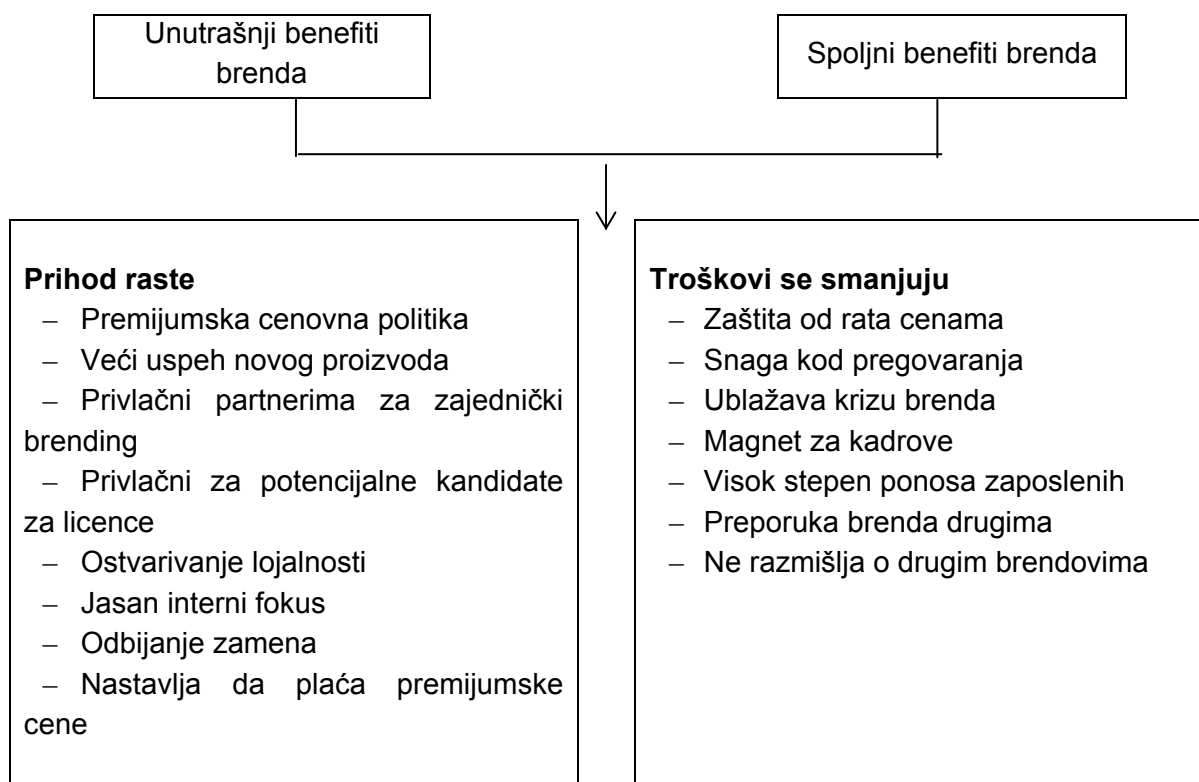 Unutrašnji benefiti
brenda
Spoljni benefiti brenda
Prihod raste
– Premijumska cenovna politika
– Veći uspeh novog proizvoda
– Privlačni partnerima za zajednički
brending
– Privlačni za potencijalne kandidate
za licence
– Ostvarivanje lojalnosti
– Jasan interni fokus
– Odbijanje zamena
– Nastavlja da plaća premijumske
cene
Troškovi se smanjuju
– Zaštita od rata cenama
– Snaga kod pregovaranja
– Ublažava krizu brenda
– Magnet za kadrove
– Visok stepen ponosa zaposlenih
– Preporuka brenda drugima
– Ne razmišlja o drugim brendovima